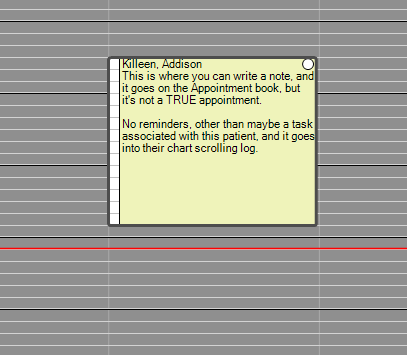 Killeen, Addison
This is where you can write a note, and
it goes on the Appointment book, but
it's not a TRUE appointment.
No reminders, other than maybe a task
associated with this patient, and it goes
into their chart scrolling log.